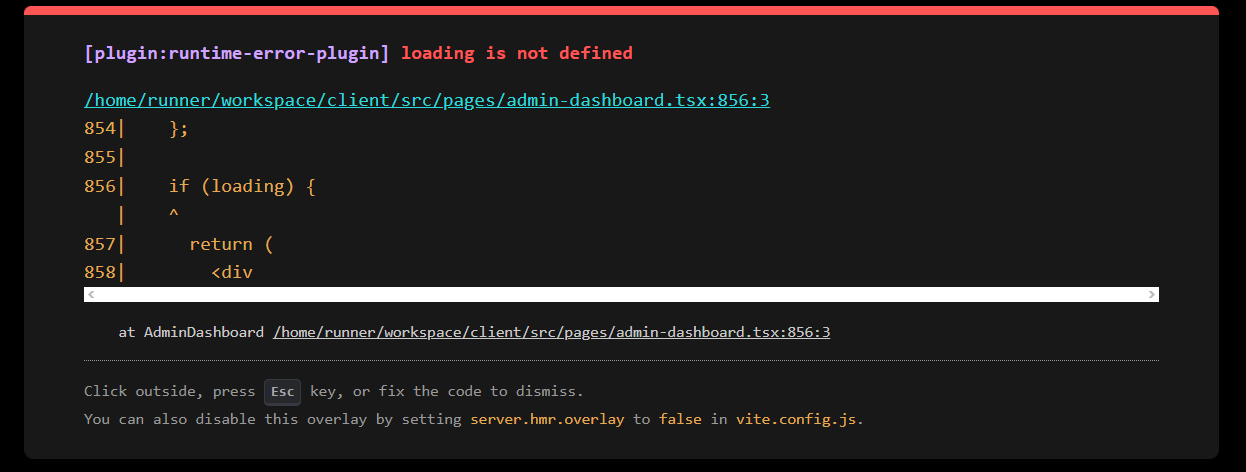 [plugin:runtime-error-plugin] loading is not defined
/home/runner/workspace/client/src/pages/admin-dashboard.tsx:856:3
854|    };
855|
856|    if (loading) {
   |    ^
857|      return (
858|        <div
at AdminDashboard /home/runner/workspace/client/src/pages/admin-dashboard.tsx:856:3
Click outside, press Esc key, or fix the code to dismiss.
You can also disable this overlay by setting server.hmr.overlay to false in vite.config.js.